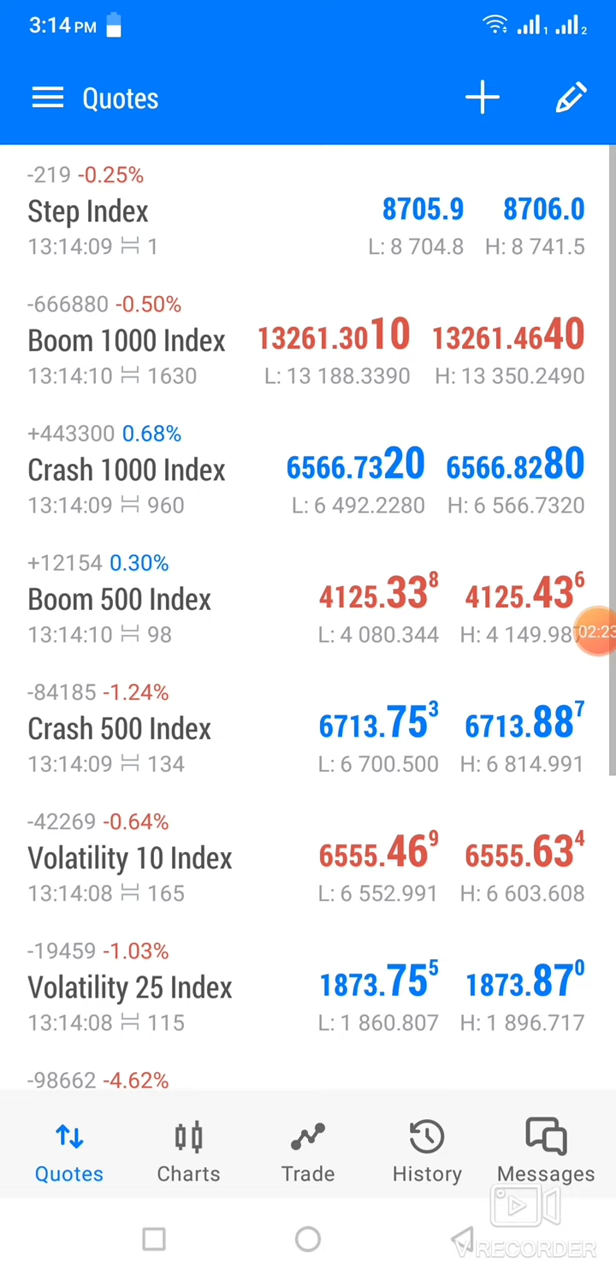 3:14 PM
Quotes
-219 -0.25%
Step Index 8705.9 8706.0
13:14:09 1 L: 8 704.8 H: 8 741.5
-666880 -0.50%
Boom 1000 Index 13261.3010 13261.4640
13:14:10 1630 L: 13 188.3390 H: 13 350.2490
+443300 0.68%
Crash 1000 Index 6566.7320 6566.8280
13:14:09 960 L: 6 492.2280 H: 6 566.7320
+12154 0.30%
Boom 500 Index 4125.338 4125.436
13:14:10 98 L: 4 080.344 H: 4 149.987
02:23
-84185 -1.24%
Crash 500 Index 6713.753 6713.887
13:14:09 134 L: 6 700.500 H: 6 814.991
-42269 -0.64%
Volatility 10 Index 6555.469 6555.634
13:14:08 165 L: 6 552.991 H: 6 603.608
-19459 -1.03%
Volatility 25 Index 1873.755 1873.870
13:14:08 115 L: 1 860.807 H: 1 896.717
-98662 -4.62%
Quotes Charts Trade History Messages
V RECORDER